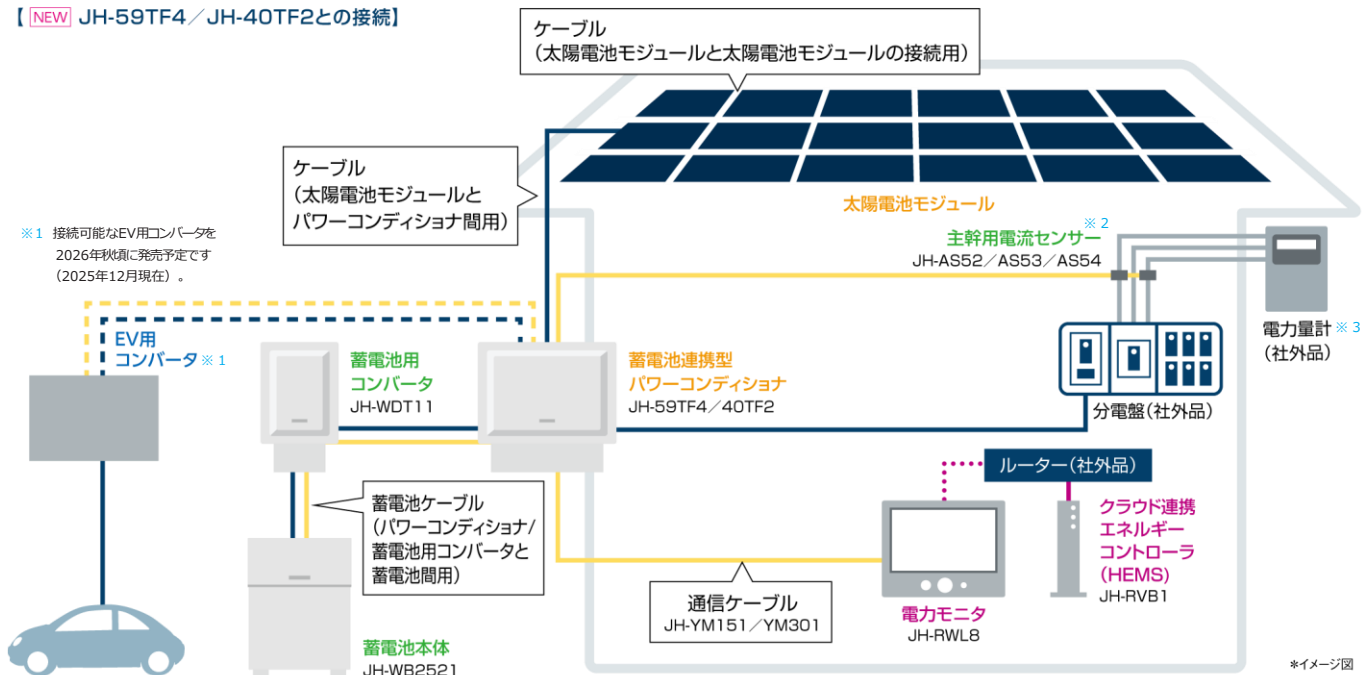 【 NEW JH-59TF4／JH-40TF2との接続】
ケーブル
（太陽電池モジュールと太陽電池モジュールの接続用）
ケーブル
（太陽電池モジュールと
パワーコンディショナ間用）
太陽電池モジュール
※2
主幹用電流センサー
JH-AS52／AS53／AS54
※1 接続可能なEV用コンバータを
2026年秋頃に発売予定です
（2025年12月現在）。
電力量計 ※3
（社外品）
EV用
コンバータ ※1
蓄電池用
コンバータ
JH-WDT11
蓄電池連携型
パワーコンディショナ
JH-59TF4／40TF2
分電盤（社外品）
ルーター（社外品）
蓄電池ケーブル
（パワーコンディショナ/
蓄電池用コンバータと
蓄電池間用）
クラウド連携
エネルギー
コントローラ
（HEMS）
JH-RVB1
通信ケーブル
JH-YM151／YM301
電力モニタ
JH-RWL8
蓄電池本体
JH-WB2521
*イメージ図